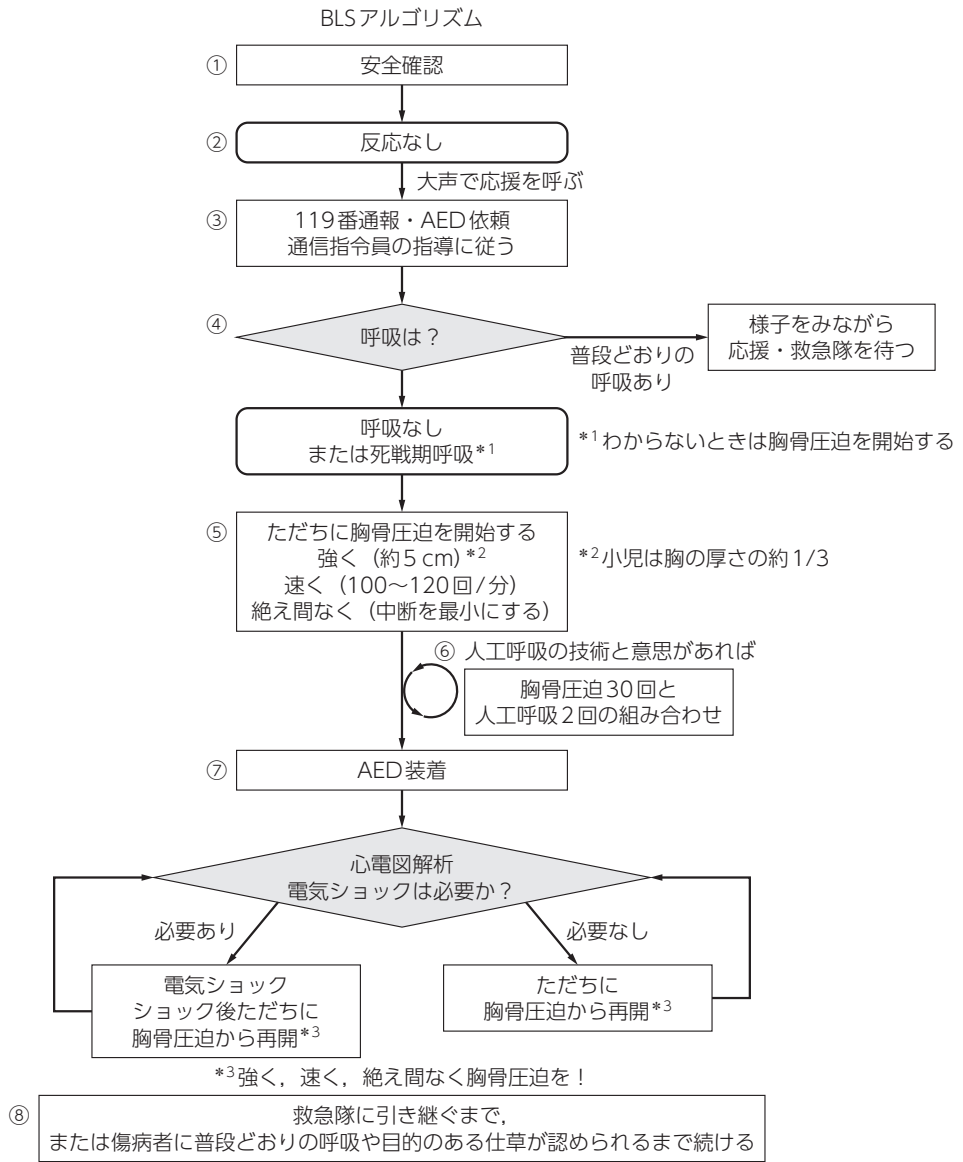 BLSアルゴリズム
① 安全確認
② 反応なし
大声で応援を呼ぶ
③ 119番通報・AED依頼
通信指令員の指導に従う
④ 呼吸は？
普段どおりの
呼吸あり
様子をみながら
応援・救急隊を待つ
呼吸なし
または死戦期呼吸*1
*1わからないときは胸骨圧迫を開始する
⑤ ただちに胸骨圧迫を開始する
強く（約5 cm）*2
速く（100〜120回/分）
絶え間なく（中断を最小にする）
*2小児は胸の厚さの約1/3
⑥ 人工呼吸の技術と意思があれば
胸骨圧迫30回と
人工呼吸2回の組み合わせ
⑦ AED装着
心電図解析
電気ショックは必要か？
必要あり
電気ショック
ショック後ただちに
胸骨圧迫から再開*3
必要なし
ただちに
胸骨圧迫から再開*3
*3強く，速く，絶え間なく胸骨圧迫を！
⑧ 救急隊に引き継ぐまで，
または傷病者に普段どおりの呼吸や目的のある仕草が認められるまで続ける